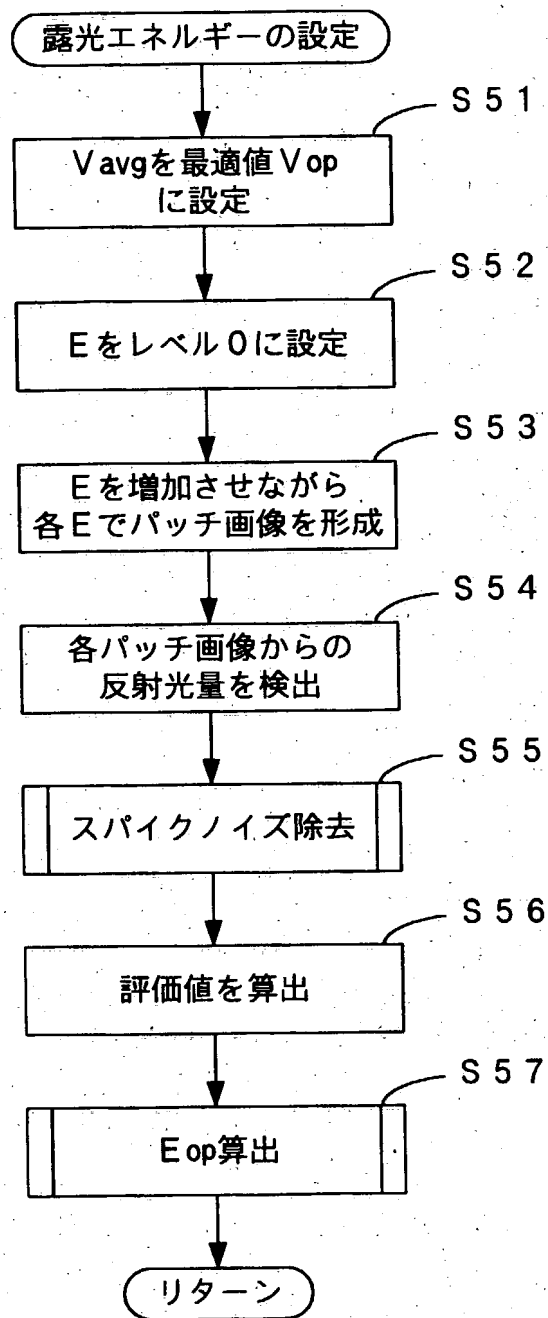 露光エネルギーの設定
S51
Vavgを最適値Vop
に設定
S52
Eをレベル0に設定
S53
Eを増加させながら
各Eでパッチ画像を形成
S54
各パッチ画像からの
反射光量を検出
S55
スパイクノイズ除去
S56
評価値を算出
S57
Eop算出
リターン